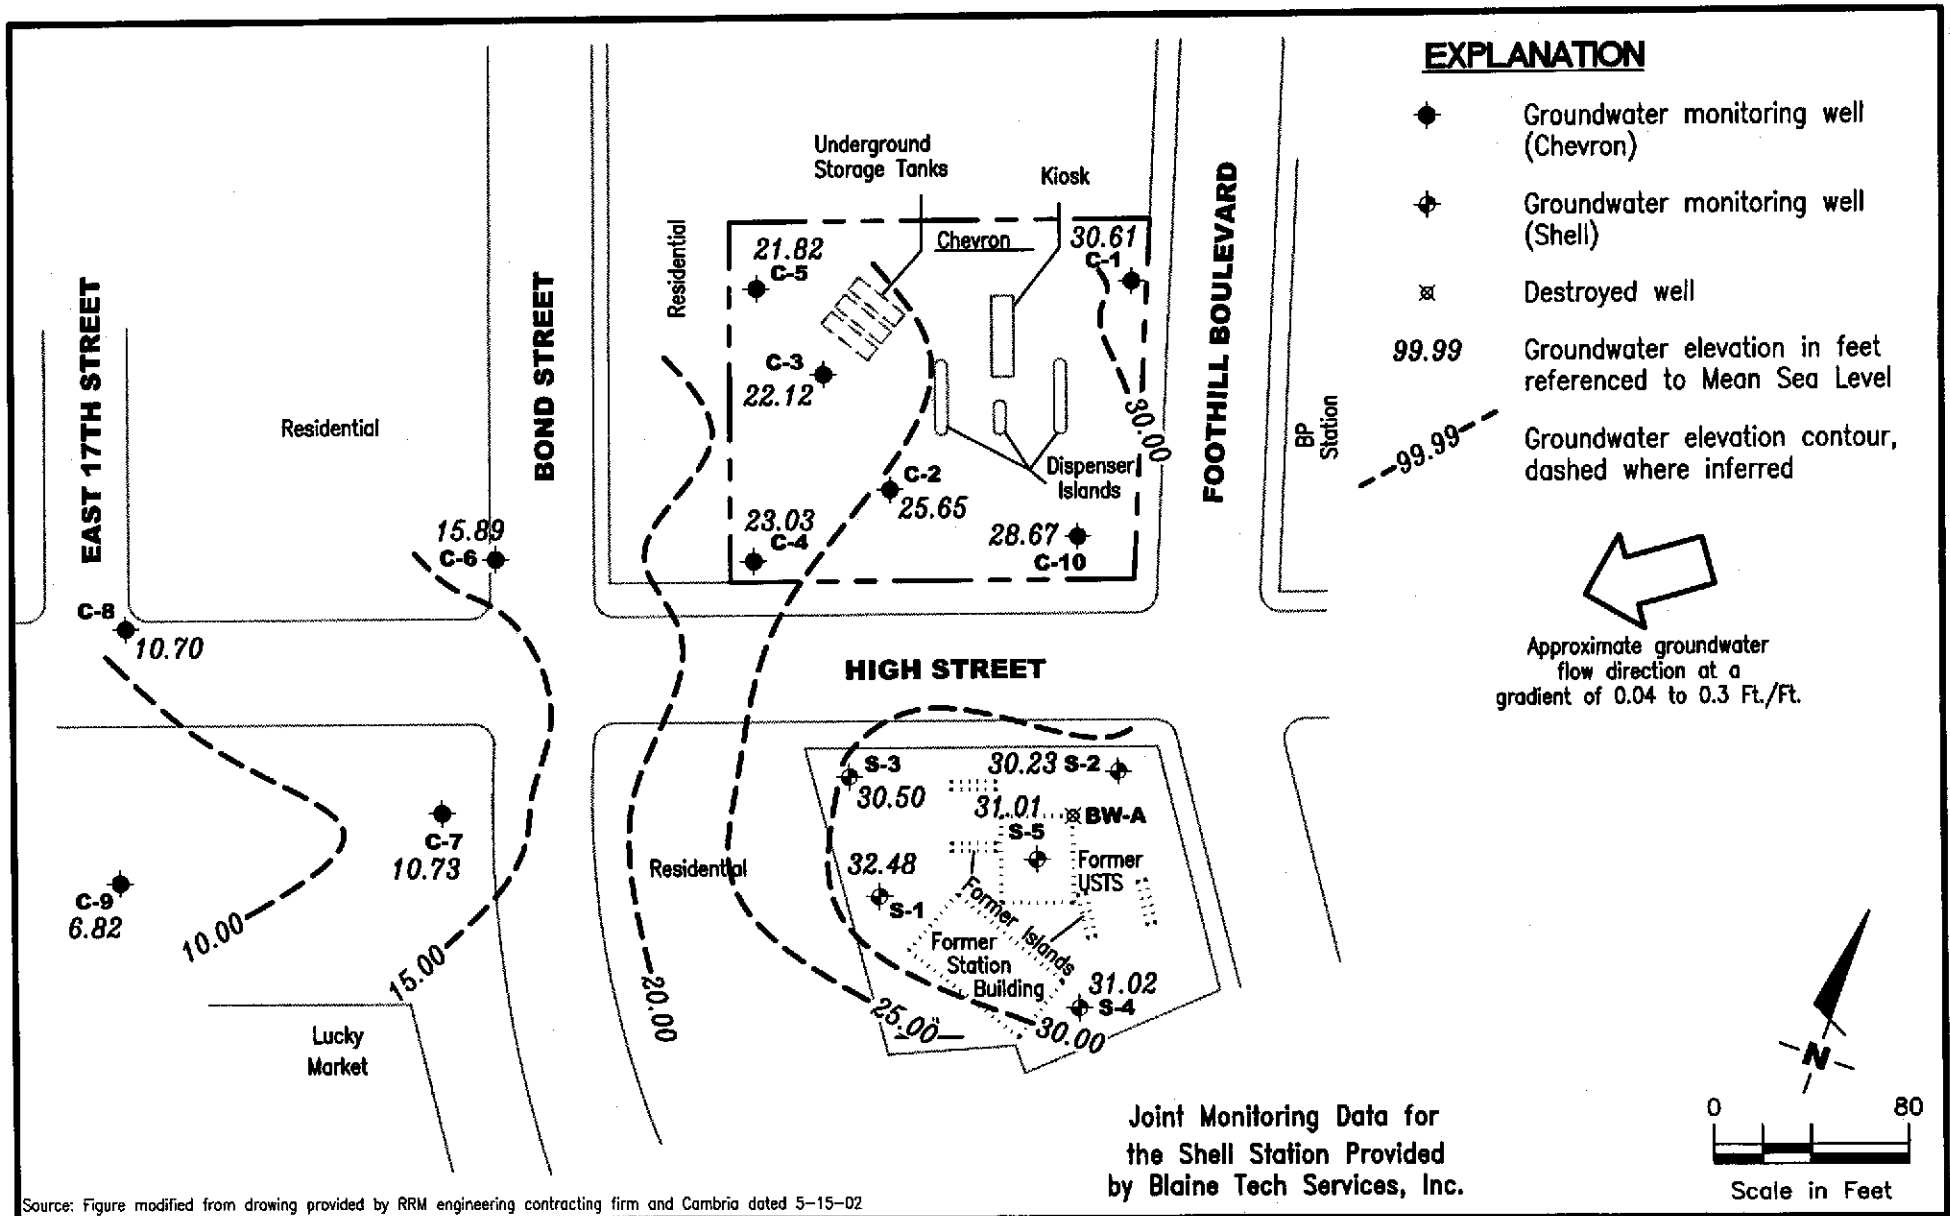 EXPLANATION
Groundwater monitoring well
(Chevron)
Groundwater monitoring well
(Shell)
Destroyed well
99.99
Groundwater elevation in feet
referenced to Mean Sea Level
99.99
Groundwater elevation contour,
dashed where inferred
Approximate groundwater
flow direction at a
gradient of 0.04 to 0.3 Ft./Ft.
Underground
Storage Tanks
Kiosk
Chevron
Residential
21.82
C-5
30.61
C-1
C-3
22.12
30.00
C-2
25.65
Dispenser
Islands
23.03
C-4
28.67
C-10
FOOTHILL BOULEVARD
BP
Station
EAST 17TH STREET
BOND STREET
Residential
15.89
C-6
C-8
10.70
HIGH STREET
C-7
10.73
C-9
6.82
10.00
15.00
20.00
Lucky
Market
Residential
S-3
30.50
30.23 S-2
31.01
BW-A
S-5
32.48
S-1
Former
USTS
Former Islands
Former
Station
Building
31.02
S-4
25.00
30.00
N
Joint Monitoring Data for
the Shell Station Provided
by Blaine Tech Services, Inc.
0 80
Scale in Feet
Source: Figure modified from drawing provided by RRM engineering contracting firm and Cambria dated 5-15-02